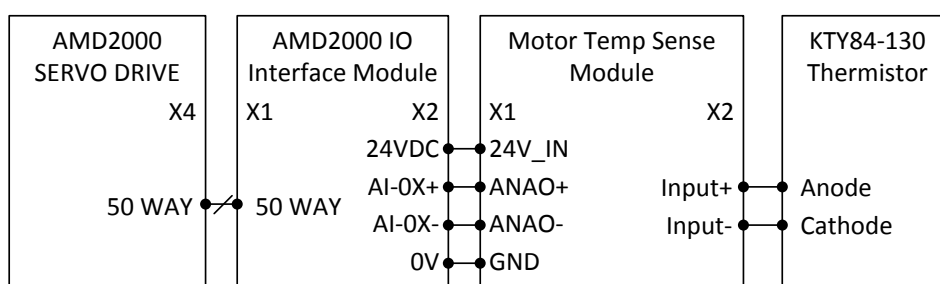 AMD2000
SERVO DRIVE
X4
50 WAY
AMD2000 IO
Interface Module
X1
X2
24VDC
AI-0X+
50 WAY
AI-0X-
0V
Motor Temp Sense
Module
X1
X2
24V_IN
ANAO+
Input+
ANAO-
Input-
GND
KTY84-130
Thermistor
Anode
Cathode